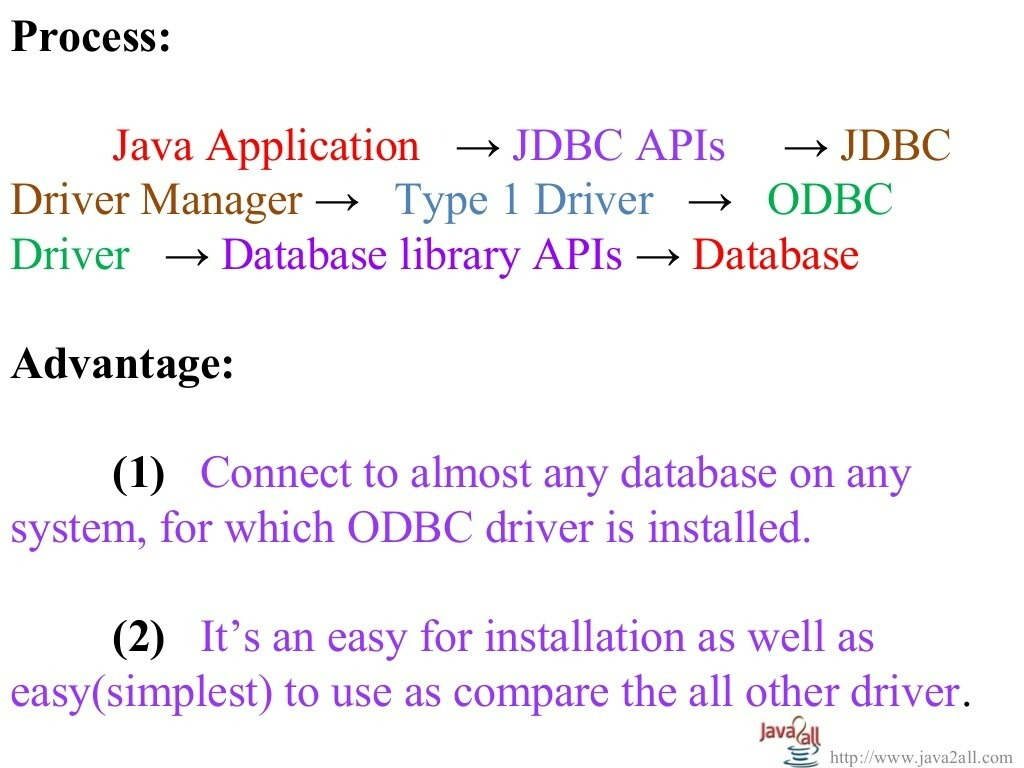 Process:
Java Application → JDBC APIs → JDBC
Driver Manager → Type 1 Driver → ODBC
Driver → Database library APIs → Database
Advantage:
(1) Connect to almost any database on any
system, for which ODBC driver is installed.
(2) It’s an easy for installation as well as
easy(simplest) to use as compare the all other driver.
Java2all
http://www.java2all.com